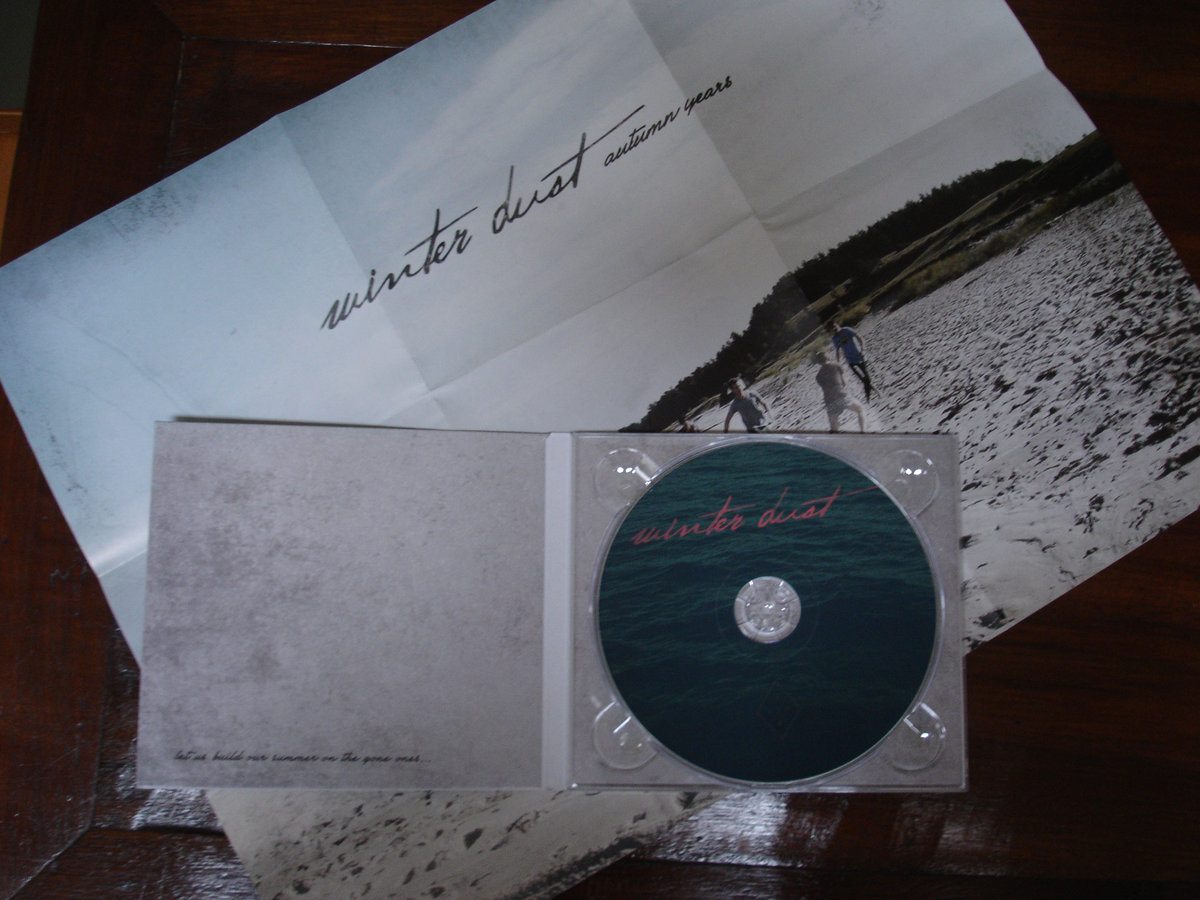 winter dust autumn years
winter dust
let us build our summer on the gone ones...